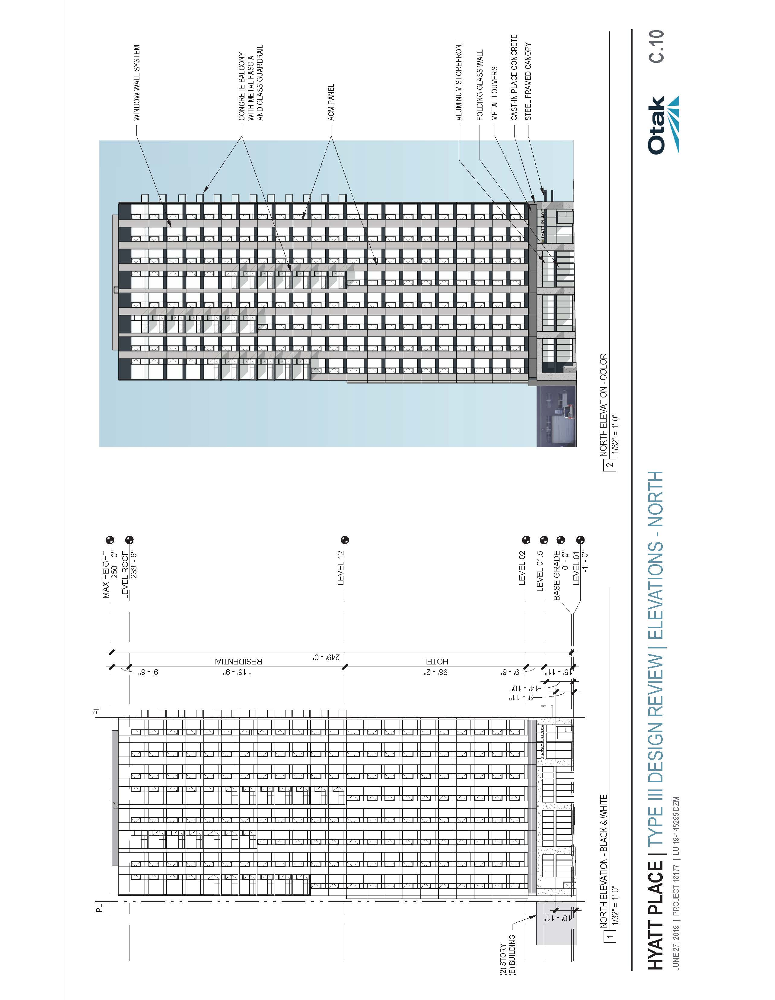 MAX HEIGHT
250' - 0"
LEVEL ROOF
239' - 6"
LEVEL 12
LEVEL 02
LEVEL 01.5
BASE GRADE
0' - 0"
LEVEL 01
-1' - 0"
PL
PL
9' - 6"
116' - 9"
RESIDENTIAL
249' - 0"
98' - 2"
HOTEL
9' - 8"
15' - 11"
14' - 10"
9' - 11"
10' - 11"
HYATT PLACE
(2) STORY
(E) BUILDING
1
NORTH ELEVATION - BLACK & WHITE
1/32" = 1'-0"
WINDOW WALL SYSTEM
CONCRETE BALCONY
WITH METAL FASCIA
AND GLASS GUARDRAIL
ACM PANEL
ALUMINUM STOREFRONT
FOLDING GLASS WALL
METAL LOUVERS
CAST-IN PLACE CONCRETE
STEEL FRAMED CANOPY
HYATT PLACE
2
NORTH ELEVATION - COLOR
1/32" = 1'-0"
HYATT PLACE | TYPE III DESIGN REVIEW | ELEVATIONS - NORTH
JUNE 27, 2019 | PROJECT 18177 | LU 19-145295 DZM
Otak
C.10